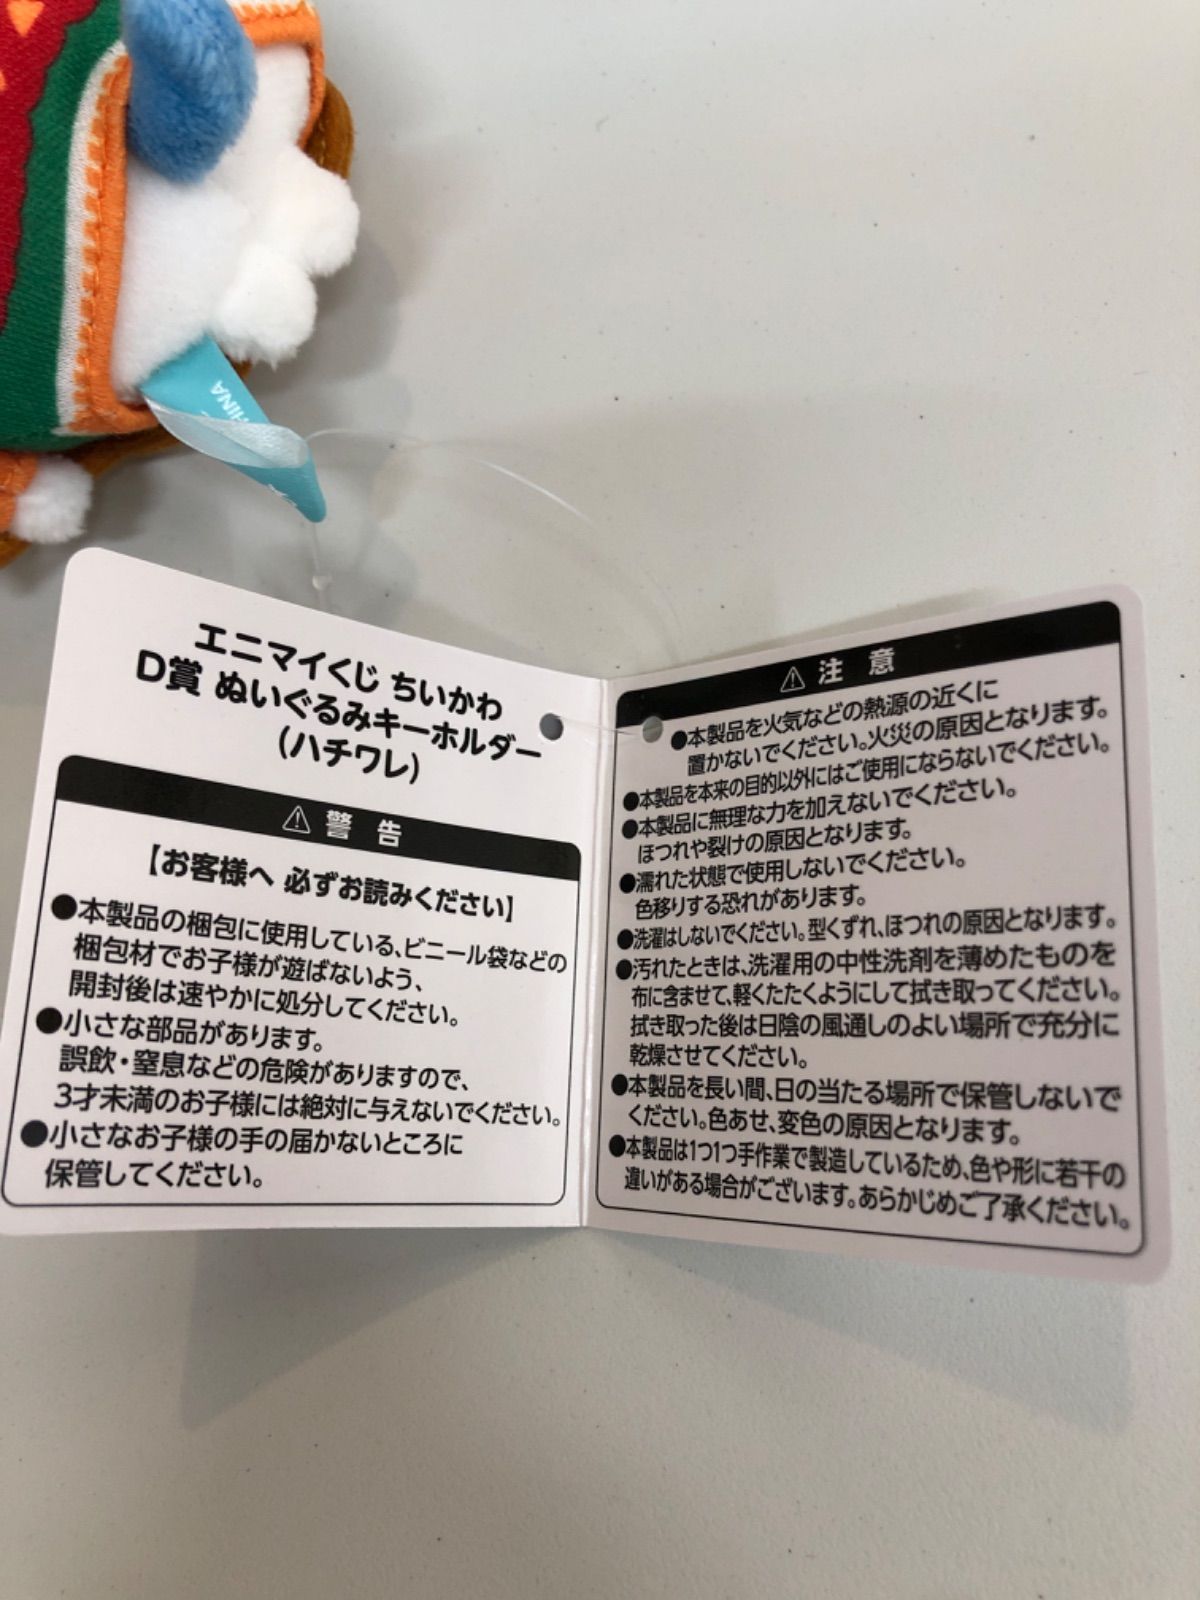 HINA
エニマイくじ ちいかわ
D賞 ぬいぐるみキーホルダー
(ハチワレ)
⚠ 警 告
【お客様へ 必ずお読みください】
●本製品の梱包に使用している、ビニール袋などの
梱包材でお子様が遊ばないよう、
開封後は速やかに処分してください。
●小さな部品があります。
誤飲・窒息などの危険がありますので、
3才未満のお子様には絶対に与えないでください。
●小さなお子様の手の届かないところに
保管してください。
⚠ 注 意
●本製品を火気などの熱源の近くに
置かないでください。火災の原因となります。
●本製品を本来の目的以外にはご使用にならないでください。
●本製品に無理な力を加えないでください。
ほつれや裂けの原因となります。
●濡れた状態で使用しないでください。
色移りする恐れがあります。
●洗濯はしないでください。型くずれ、ほつれの原因となります。
●汚れたときは、洗濯用の中性洗剤を薄めたものを
布に含ませて、軽くたたくようにして拭き取ってください。
拭き取った後は日陰の風通しのよい場所で充分に
乾燥させてください。
●本製品を長い間、日の当たる場所で保管しないで
ください。色あせ、変色の原因となります。
●本製品は1つ1つ手作業で製造しているため、色や形に若干の
違いがある場合がございます。あらかじめご了承ください。